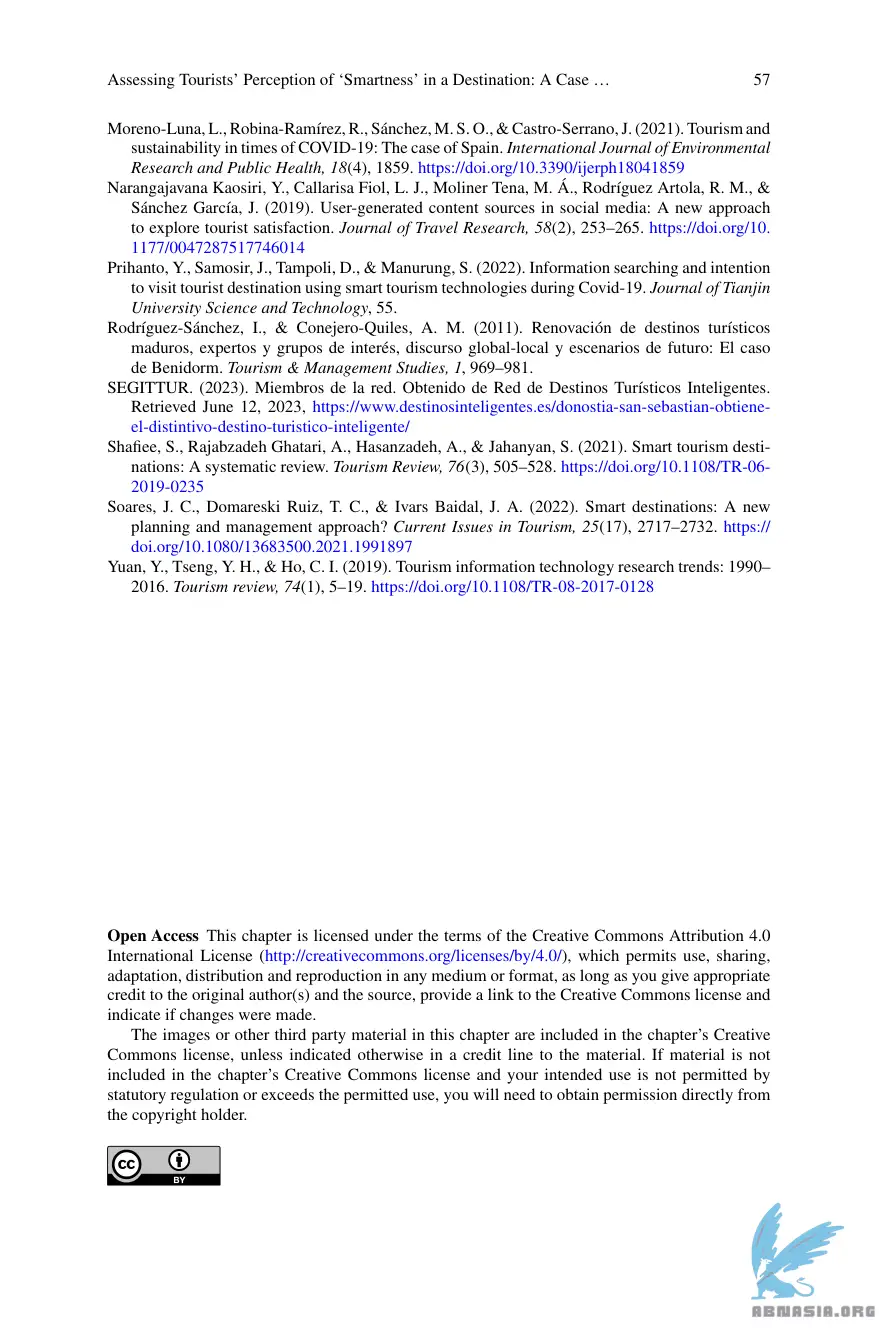 Assessing Tourists’ Perception of ‘Smartness’ in a Destination: A Case … 57
Moreno-Luna, L., Robina-Ramírez, R., Sánchez, M. S. O., & Castro-Serrano, J. (2021). Tourism and
sustainability in times of COVID-19: The case of Spain. International Journal of Environmental
Research and Public Health, 18(4), 1859. https://doi.org/10.3390/ijerph18041859
Narangajavana Kaosiri, Y., Callarisa Fiol, L. J., Moliner Tena, M. Á., Rodríguez Artola, R. M., &
Sánchez García, J. (2019). User-generated content sources in social media: A new approach
to explore tourist satisfaction. Journal of Travel Research, 58(2), 253–265. https://doi.org/10.
1177/0047287517746014
Prihanto, Y., Samosir, J., Tampoli, D., & Manurung, S. (2022). Information searching and intention
to visit tourist destination using smart tourism technologies during Covid-19. Journal of Tianjin
University Science and Technology, 55.
Rodríguez-Sánchez, I., & Conejero-Quiles, A. M. (2011). Renovación de destinos turísticos
maduros, expertos y grupos de interés, discurso global-local y escenarios de futuro: El caso
de Benidorm. Tourism & Management Studies, 1, 969–981.
SEGITTUR. (2023). Miembros de la red. Obtenido de Red de Destinos Turísticos Inteligentes.
Retrieved June 12, 2023, https://www.destinosinteligentes.es/donostia-san-sebastian-obtiene-
el-distintivo-destino-turistico-inteligente/
Shafiee, S., Rajabzadeh Ghatari, A., Hasanzadeh, A., & Jahanyan, S. (2021). Smart tourism desti-
nations: A systematic review. Tourism Review, 76(3), 505–528. https://doi.org/10.1108/TR-06-
2019-0235
Soares, J. C., Domareski Ruiz, T. C., & Ivars Baidal, J. A. (2022). Smart destinations: A new
planning and management approach? Current Issues in Tourism, 25(17), 2717–2732. https://
doi.org/10.1080/13683500.2021.1991897
Yuan, Y., Tseng, Y. H., & Ho, C. I. (2019). Tourism information technology research trends: 1990–
2016. Tourism review, 74(1), 5–19. https://doi.org/10.1108/TR-08-2017-0128
Open Access This chapter is licensed under the terms of the Creative Commons Attribution 4.0
International License (http://creativecommons.org/licenses/by/4.0/), which permits use, sharing,
adaptation, distribution and reproduction in any medium or format, as long as you give appropriate
credit to the original author(s) and the source, provide a link to the Creative Commons license and
indicate if changes were made.
The images or other third party material in this chapter are included in the chapter’s Creative
Commons license, unless indicated otherwise in a credit line to the material. If material is not
included in the chapter’s Creative Commons license and your intended use is not permitted by
statutory regulation or exceeds the permitted use, you will need to obtain permission directly from
the copyright holder.
cc
BY
ABNASIA.ORG